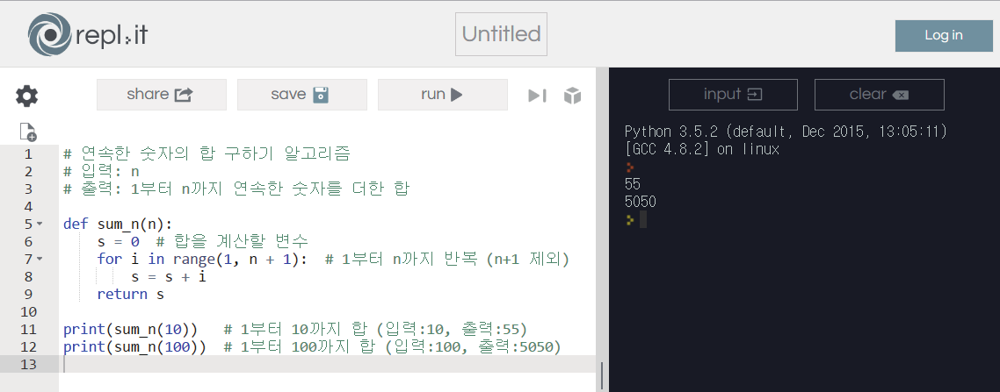 repl.it
Untitled
Log in
share
save
run
input
clear
1 # 연속한 숫자의 합 구하기 알고리즘
2 # 입력: n
3 # 출력: 1부터 n까지 연속한 숫자를 더한 합
4
5 def sum_n(n):
6     s = 0  # 합을 계산할 변수
7     for i in range(1, n + 1):  # 1부터 n까지 반복 (n+1 제외)
8         s = s + i
9     return s
10
11 print(sum_n(10))   # 1부터 10까지 합 (입력:10, 출력:55)
12 print(sum_n(100))  # 1부터 100까지 합 (입력:100, 출력:5050)
13
Python 3.5.2 (default, Dec 2015, 13:05:11)
[GCC 4.8.2] on linux
55
5050